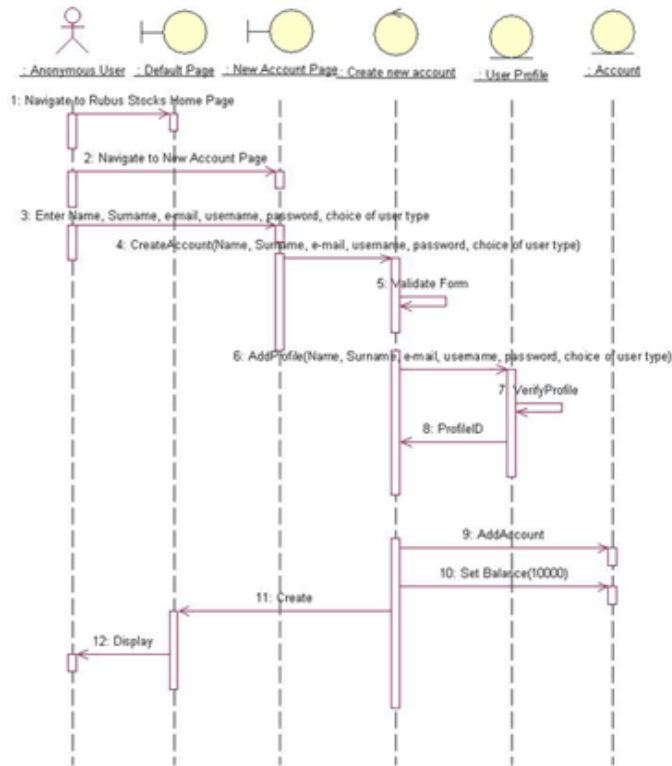 : Anonymous User
: Default Page
: New Account Page
: Create new account
: User Profile
: Account
1: Navigate to Rubus Stocks Home Page
2: Navigate to New Account Page
3: Enter Name, Surname, e-mail, username, password, choice of user type
4: CreateAccount(Name, Surname, e-mail, username, password, choice of user type)
5: Validate Form
6: AddProfile(Name, Surname, e-mail, username, password, choice of user type)
7: VerifyProfile
8: ProfileID
9: AddAccount
10: Set Balance(10000)
11: Create
12: Display